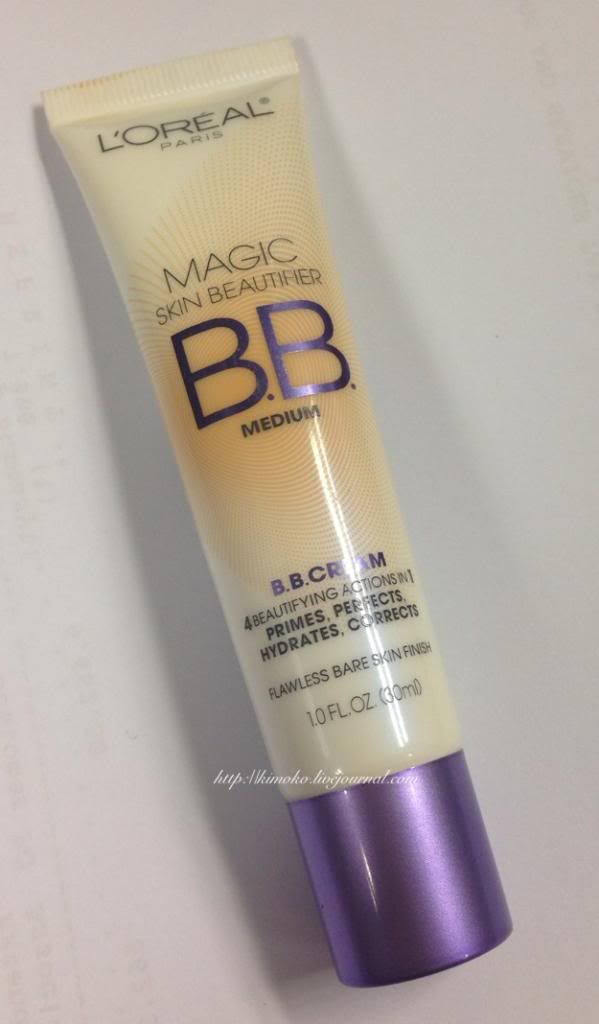 L'ORÉAL®
PARIS
MAGIC
SKIN BEAUTIFIER
B.B.
MEDIUM
B.B. CREAM
4 BEAUTIFYING ACTIONS IN 1
PRIMES, PERFECTS,
HYDRATES, CORRECTS
FLAWLESS BARE SKIN FINISH
1.0 FL.OZ. (30ml)
http://kimoko.livejournal.com